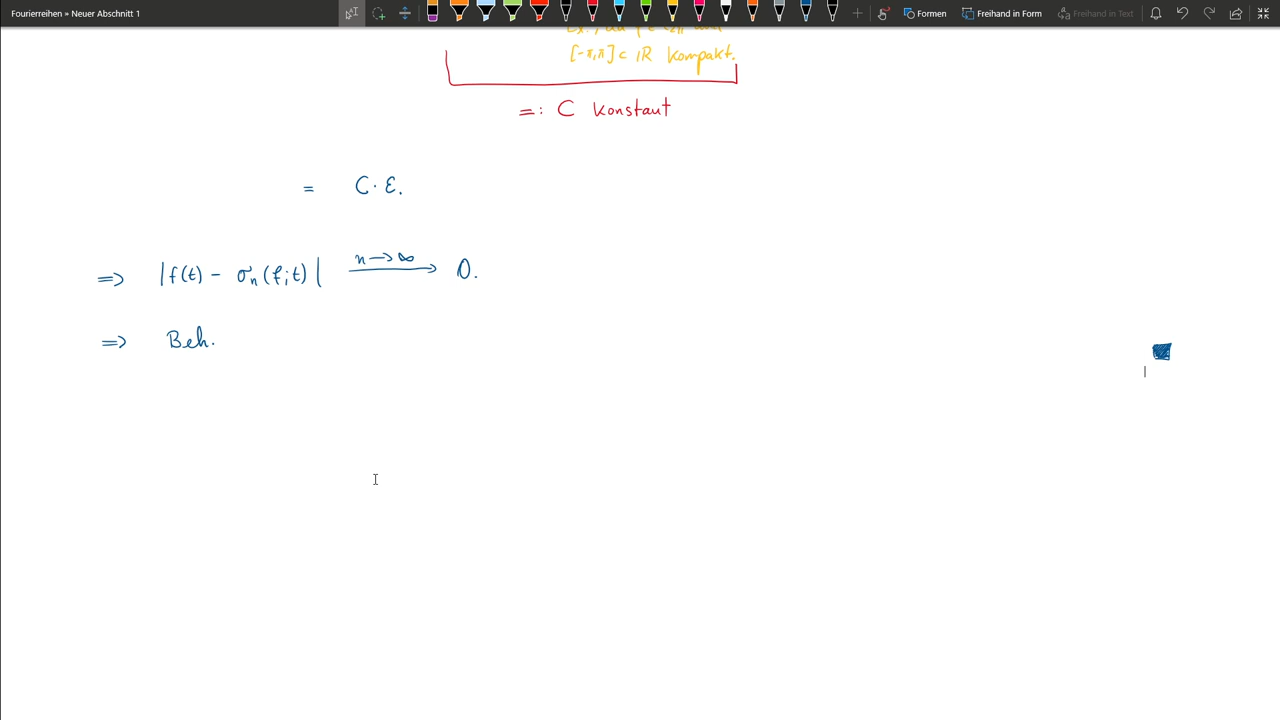 Fourierreihen » Neuer Abschnitt 1
Formen
Freihand in Form
Freihand in Text
[-π,π] ⊂ ℝ kompakt.
=: C Konstant
= C·ε.
=> |f(t) - σₙ(f;t)| n→∞ 0.
=> Beh.